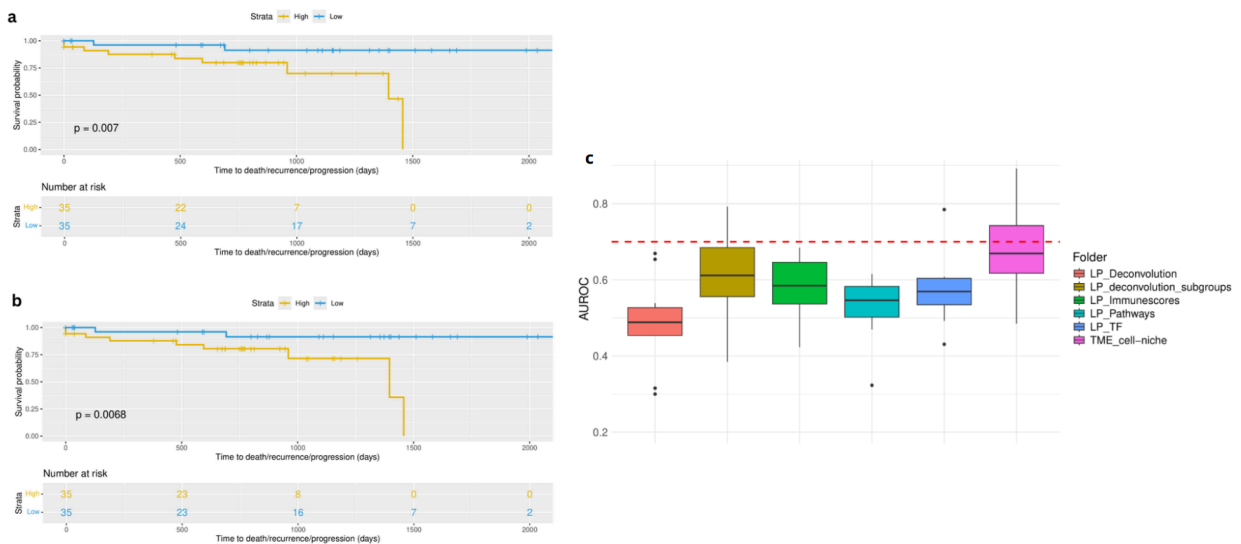 a
Strata High Low
1.00
0.75
0.50
0.25
0.00
Survival probability
p = 0.007
0 500 1000 1500 2000
Time to death/recurrence/progression (days)
Number at risk
Strata
High 35 22 7 0 0
Low 35 24 17 7 2
0 500 1000 1500 2000
Time to death/recurrence/progression (days)
b
Strata High Low
1.00
0.75
0.50
0.25
0.00
Survival probability
p = 0.0068
0 500 1000 1500 2000
Time to death/recurrence/progression (days)
Number at risk
Strata
High 35 23 8 0 0
Low 35 23 16 7 2
0 500 1000 1500 2000
Time to death/recurrence/progression (days)
c
0.8
0.6
0.4
0.2
AUROC
Folder
LP_Deconvolution
LP_deconvolution_subgroups
LP_Immunescores
LP_Pathways
LP_TF
TME_cell-niche